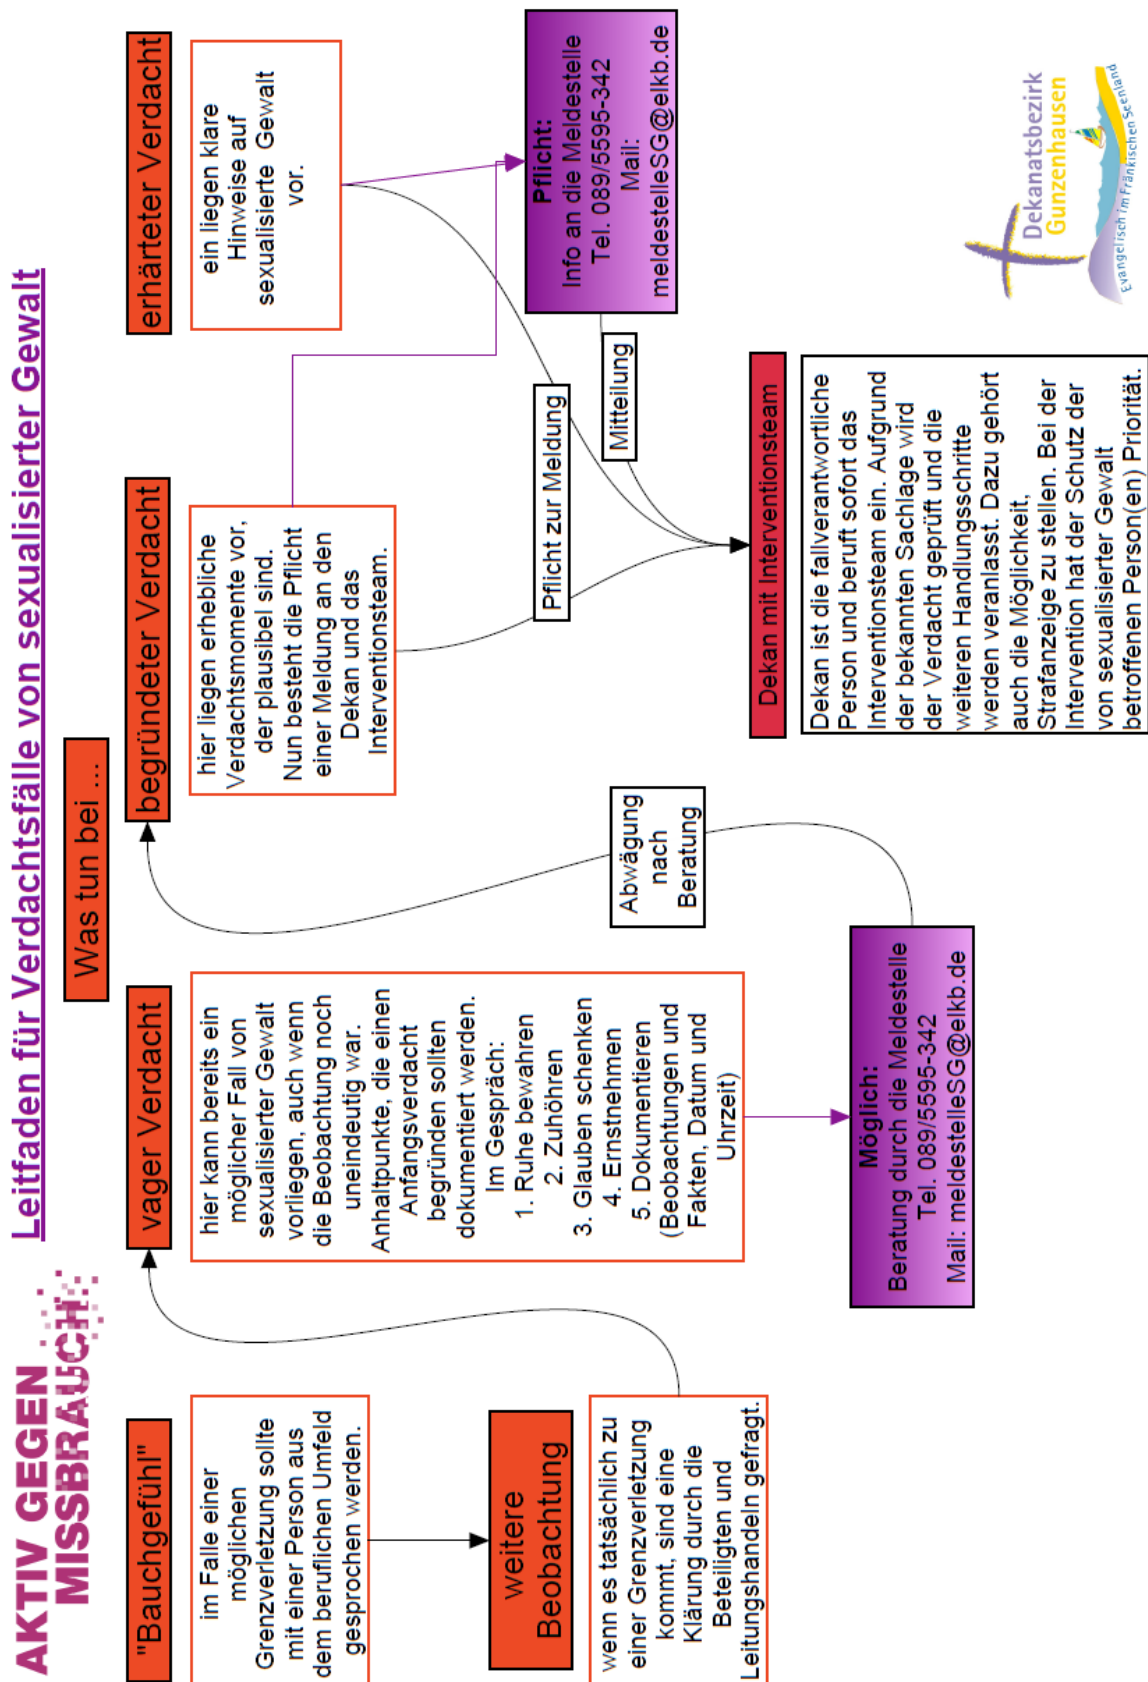 AKTIV GEGEN
MISSBRAUCH
Leitfaden für Verdachtsfälle von sexualisierter Gewalt
Was tun bei ...
"Bauchgefühl"
im Falle einer
möglichen
Grenzverletzung sollte
mit einer Person aus
dem beruflichen Umfeld
gesprochen werden.
weitere
Beobachtung
wenn es tatsächlich zu
einer Grenzverletzung
kommt, sind eine
Klärung durch die
Beteiligten und
Leitungshandeln gefragt.
vager Verdacht
hier kann bereits ein
möglicher Fall von
sexualisierter Gewalt
vorliegen, auch wenn
die Beobachtung noch
uneindeutig war.
Anhaltpunkte, die einen
Anfangsverdacht
begründen sollten
dokumentiert werden.
Im Gespräch:
1. Ruhe bewahren
2. Zuhöhren
3. Glauben schenken
4. Ernstnehmen
5. Dokumentieren
(Beobachtungen und
Fakten, Datum und
Uhrzeit)
Möglich:
Beratung durch die Meldestelle
Tel. 089/5595-342
Mail: meldestelleSG@elkb.de
Abwägung
nach
Beratung
begründeter Verdacht
hier liegen erhebliche
Verdachtsmomente vor,
der plausibel sind.
Nun besteht die Pflicht
einer Meldung an den
Dekan und das
Interventionsteam.
erhärteter Verdacht
ein liegen klare
Hinweise auf
sexualisierte Gewalt
vor.
Pflicht:
Info an die Meldestelle
Tel. 089/5595-342
Mail:
meldestelleSG@elkb.de
Pflicht zur Meldung
Mitteilung
Dekan mit Interventionsteam
Dekan ist die fallverantwortliche
Person und beruft sofort das
Interventionsteam ein. Aufgrund
der bekannten Sachlage wird
der Verdacht geprüft und die
weiteren Handlungsschritte
werden veranlasst. Dazu gehört
auch die Möglichkeit,
Strafanzeige zu stellen. Bei der
Intervention hat der Schutz der
von sexualisierter Gewalt
betroffenen Person(en) Priorität.
Dekanatsbezirk
Gunzenhausen
Evangelisch im Fränkischen Seenland